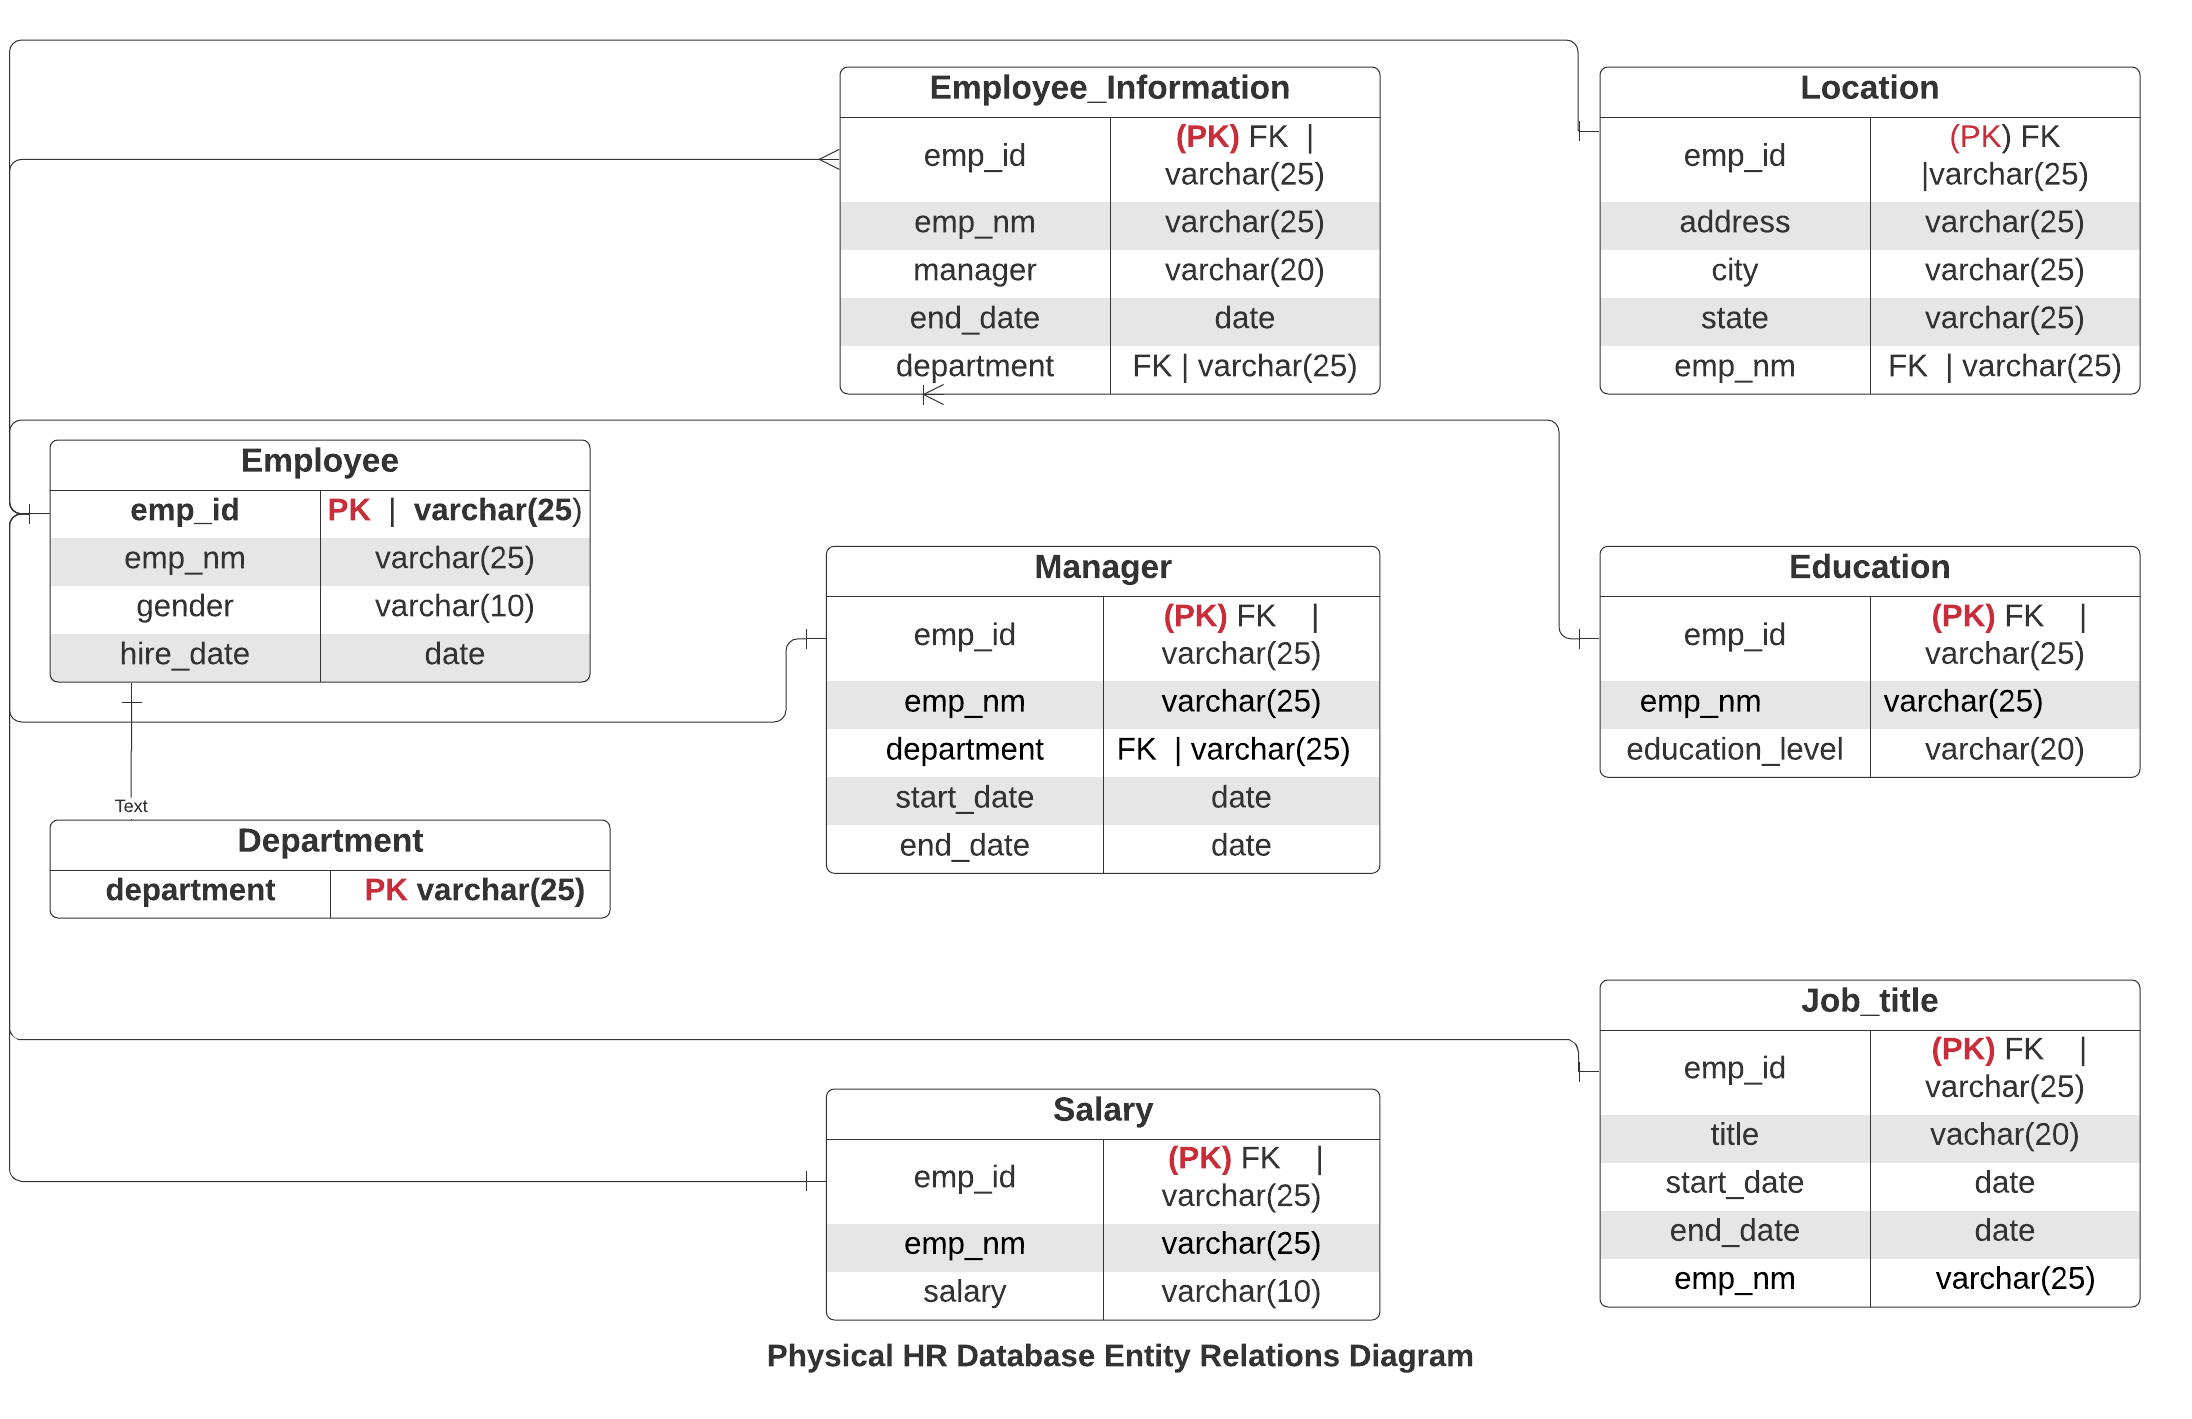 Employee_Information
emp_id (PK) FK |
varchar(25)
emp_nm varchar(25)
manager varchar(20)
end_date date
department FK | varchar(25)
Location
emp_id (PK) FK
|varchar(25)
address varchar(25)
city varchar(25)
state varchar(25)
emp_nm FK | varchar(25)
Employee
emp_id PK | varchar(25)
emp_nm varchar(25)
gender varchar(10)
hire_date date
Text
Department
department PK varchar(25)
Manager
emp_id (PK) FK |
varchar(25)
emp_nm varchar(25)
department FK | varchar(25)
start_date date
end_date date
Education
emp_id (PK) FK |
varchar(25)
emp_nm varchar(25)
education_level varchar(20)
Salary
emp_id (PK) FK |
varchar(25)
emp_nm varchar(25)
salary varchar(10)
Job_title
emp_id (PK) FK |
varchar(25)
title vachar(20)
start_date date
end_date date
emp_nm varchar(25)
Physical HR Database Entity Relations Diagram